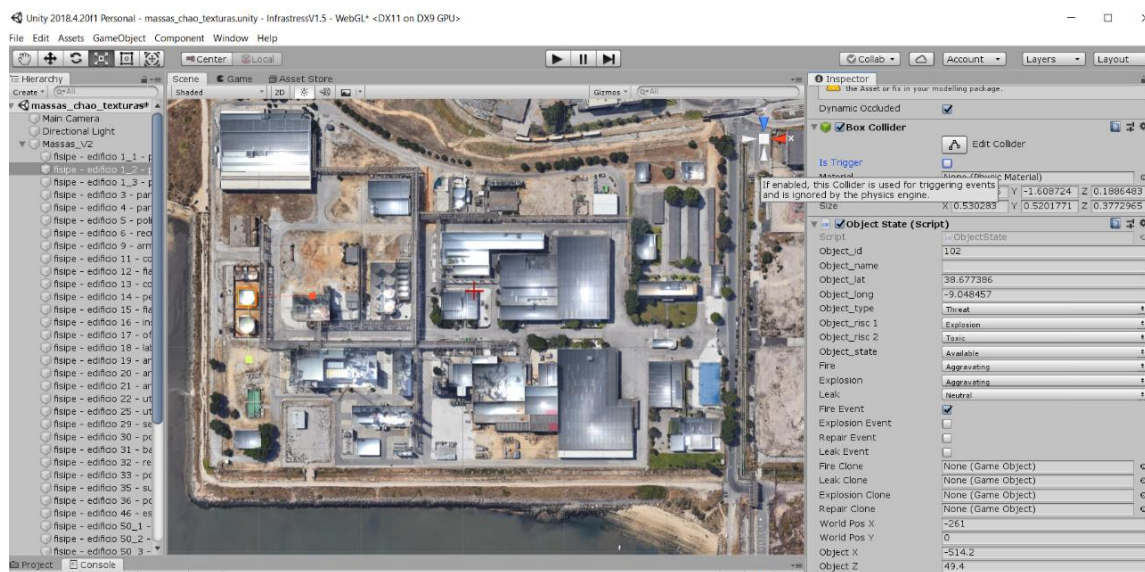 Unity 2018.4.20f1 Personal - massas_chao_texturas.unity - InfrastressV1.5 - WebGL* <DX11 on DX9 GPU>
File Edit Assets GameObject Component Window Help
Center Local Collab Account Layers Layout
Hierarchy Scene Game Asset Store Inspector
Create Q▾All Shaded 2D Gizmos Q▾All
the Asset or fix in your modelling package.
massas_chao_texturas*
Main Camera
Directional Light
Massas_V2
fisipe - edificio 1_1 - p
fisipe - edificio 1_2 - p
fisipe - edificio 1_3 - p
fisipe - edificio 3 - par
fisipe - edificio 4 - par
fisipe - edificio 5 - poli
fisipe - edificio 6 - rec
fisipe - edificio 9 - arm
fisipe - edificio 11 - co
fisipe - edificio 12 - fia
fisipe - edificio 13 - co
fisipe - edificio 14 - pe
fisipe - edificio 15 - fia
fisipe - edificio 16 - ins
fisipe - edificio 17 - of
fisipe - edificio 18 - lab
fisipe - edificio 19 - ar
fisipe - edificio 20 - ar
fisipe - edificio 21 - ar
fisipe - edificio 22 - ut
fisipe - edificio 25 - ut
fisipe - edificio 29 - se
fisipe - edificio 30 - po
fisipe - edificio 31 - ba
fisipe - edificio 32 - re
fisipe - edificio 33 - po
fisipe - edificio 35 - su
fisipe - edificio 36 - po
fisipe - edificio 46 - es
fisipe - edificio 50_1 -
fisipe - edificio 50_2 -
fisipe - edificio 50_3 -
Project Console
x
Dynamic Occluded
Box Collider
Edit Collider
Is Trigger
Material None (Physic Material)
If enabled, this Collider is used for triggering events
and is ignored by the physics engine.
Y -1.608724 Z 0.1886483
Size X 0.530283 Y 0.5201771 Z 0.3772965
Object State (Script)
Script ObjectState
Object_id 102
Object_name
Object_lat 38.677386
Object_long -9.048457
Object_type Threat
Object_risc 1 Explosion
Object_risc 2 Toxic
Object_state Available
Fire Aggravating
Explosion Aggravating
Leak Neutral
Fire Event
Explosion Event
Repair Event
Leak Event
Fire Clone None (Game Object)
Leak Clone None (Game Object)
Explosion Clone None (Game Object)
Repair Clone None (Game Object)
World Pos X -261
World Pos Y 0
Object X -514.2
Object Z 49.4